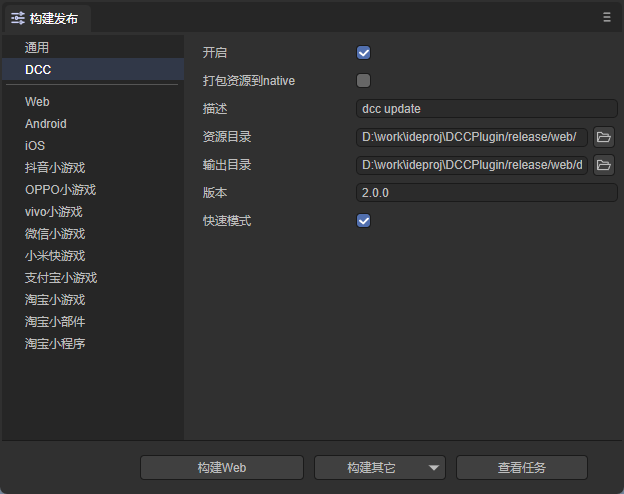 构建发布
通用
DCC
Web
Android
iOS
抖音小游戏
OPPO小游戏
vivo小游戏
微信小游戏
小米快游戏
支付宝小游戏
淘宝小游戏
淘宝小部件
淘宝小程序
开启
打包资源到native
描述 dcc update
资源目录 D:\work\ideproj\DCCPlugin/release/web/
输出目录 D:\work\ideproj\DCCPlugin/release/web/d
版本 2.0.0
快速模式
构建Web 构建其它 查看任务